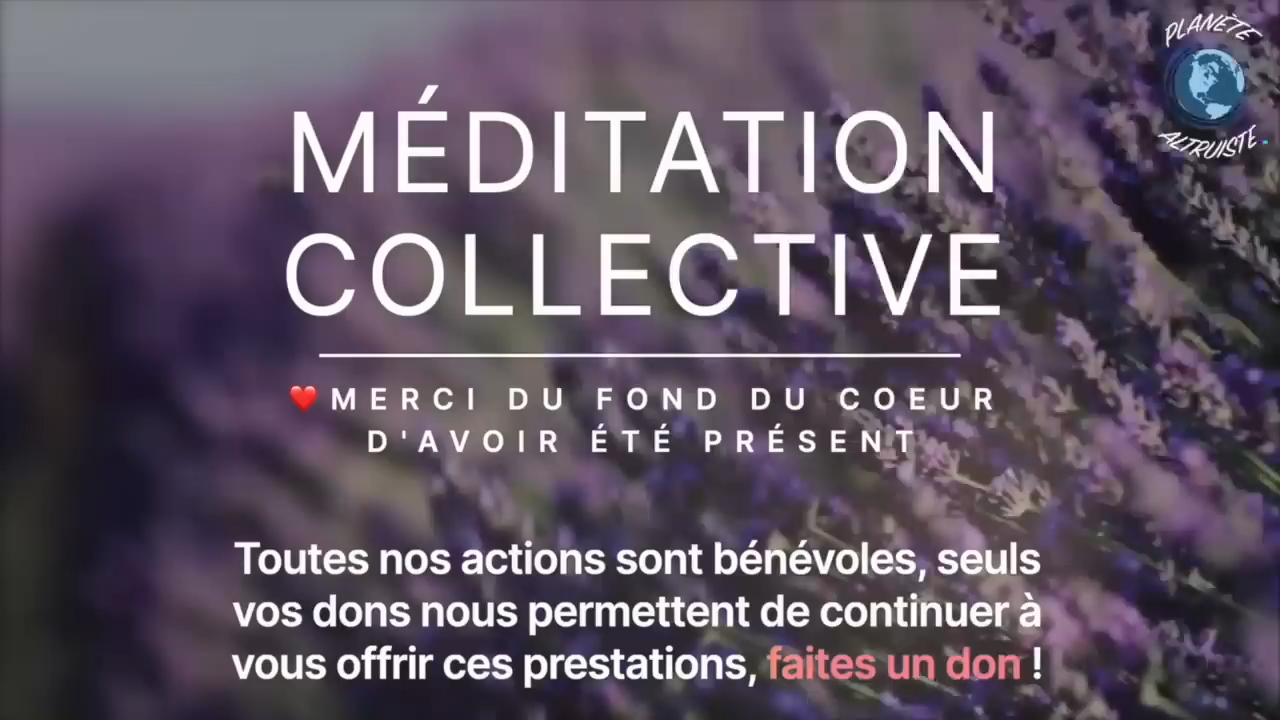 PLANÈTE
ALTRUISTE
MÉDITATION
COLLECTIVE
❤️MERCI DU FOND DU COEUR
D'AVOIR ÉTÉ PRÉSENT
Toutes nos actions sont bénévoles, seuls
vos dons nous permettent de continuer à
vous offrir ces prestations, faites un don !